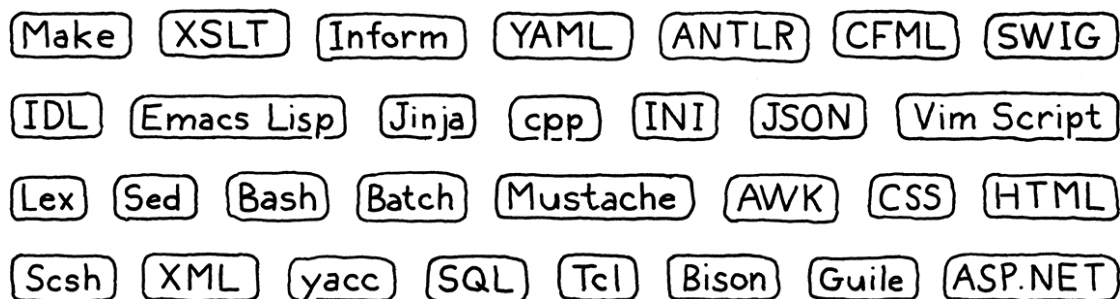 Make XSLT Inform YAML ANTLR CFML SWIG
IDL Emacs Lisp Jinja cpp INI JSON Vim Script
Lex Sed Bash Batch Mustache AWK CSS HTML
Scsh XML yacc SQL Tcl Bison Guile ASP.NET